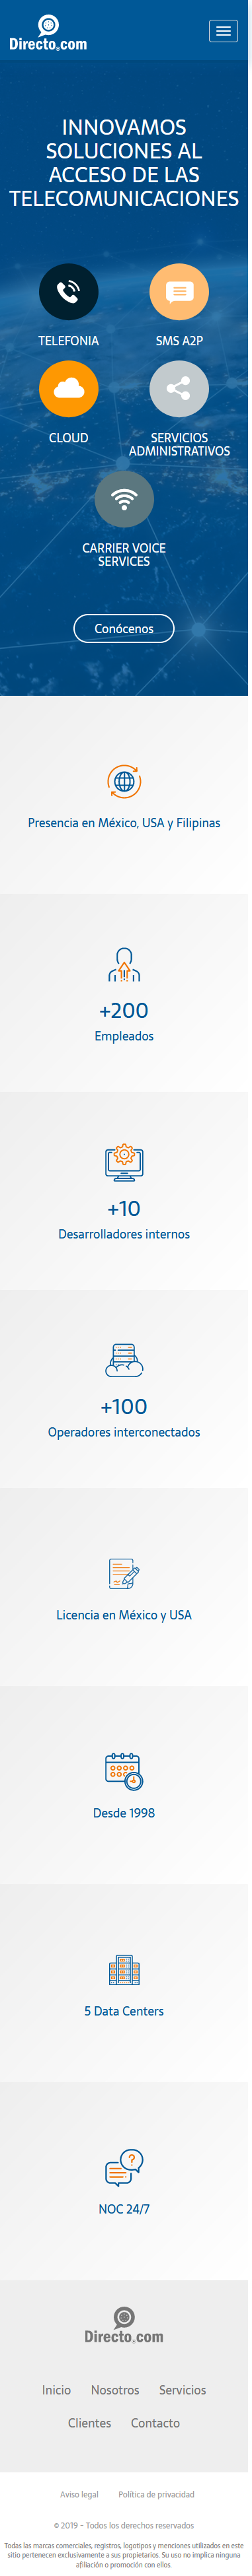 Directo.com
INNOVAMOS
SOLUCIONES AL
ACCESO DE LAS
TELECOMUNICACIONES
TELEFONIA
SMS A2P
CLOUD
SERVICIOS
ADMINISTRATIVOS
CARRIER VOICE
SERVICES
Conócenos
Presencia en México, USA y Filipinas
+200
Empleados
+10
Desarrolladores internos
+100
Operadores interconectados
Licencia en México y USA
Desde 1998
5 Data Centers
NOC 24/7
Directo.com
Inicio Nosotros Servicios
Clientes Contacto
Aviso legal Política de privacidad
© 2019 – Todos los derechos reservados
Todas las marcas comerciales, registros, logotipos y menciones utilizados en este
sitio pertenecen exclusivamente a sus propietarios. Su uso no implica ninguna
afiliación o promoción con ellos.